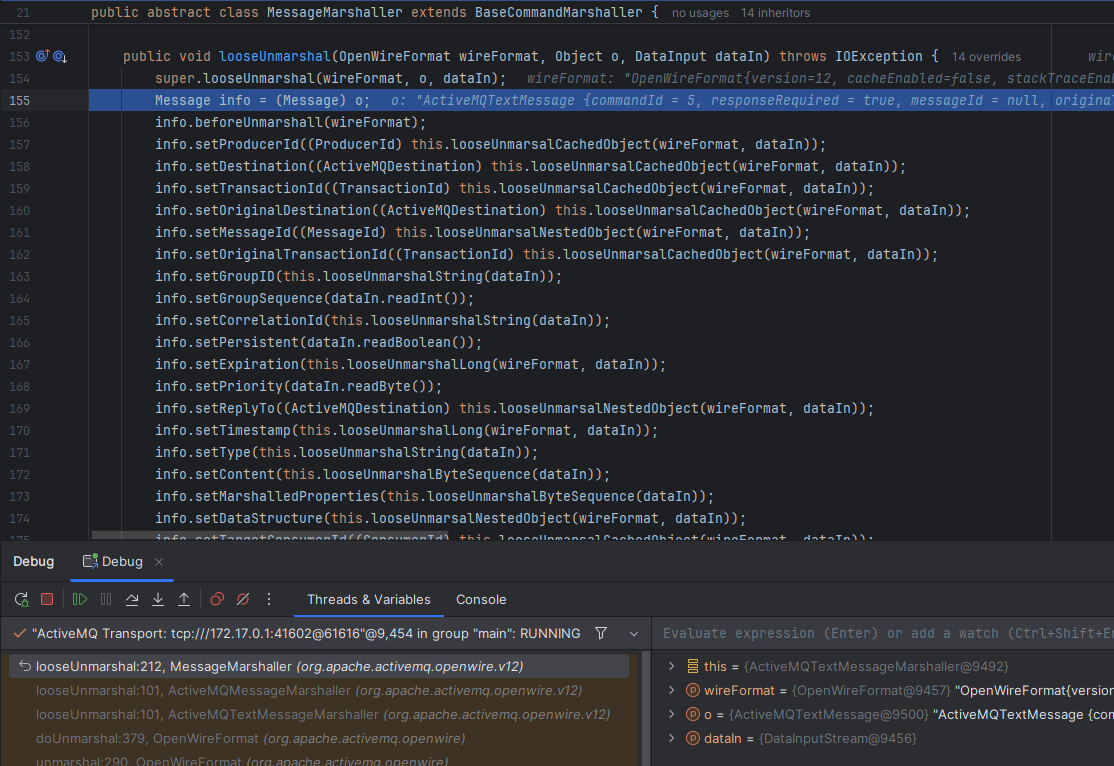 21 public abstract class MessageMarshaller extends BaseCommandMarshaller { no usages 14 inheritors
152
153 public void looseUnmarshal(OpenWireFormat wireFormat, Object o, DataInput dataIn) throws IOException { 14 overrides wire
154 super.looseUnmarshal(wireFormat, o, dataIn); wireFormat: "OpenWireFormat{version=12, cacheEnabled=false, stackTraceEnab
155 Message info = (Message) o; o: "ActiveMQTextMessage {commandId = 5, responseRequired = true, messageId = null, origina
156 info.beforeUnmarshall(wireFormat);
157 info.setProducerId((ProducerId) this.looseUnmarsalCachedObject(wireFormat, dataIn));
158 info.setDestination((ActiveMQDestination) this.looseUnmarsalCachedObject(wireFormat, dataIn));
159 info.setTransactionId((TransactionId) this.looseUnmarsalCachedObject(wireFormat, dataIn));
160 info.setOriginalDestination((ActiveMQDestination) this.looseUnmarsalCachedObject(wireFormat, dataIn));
161 info.setMessageId((MessageId) this.looseUnmarsalNestedObject(wireFormat, dataIn));
162 info.setOriginalTransactionId((TransactionId) this.looseUnmarsalCachedObject(wireFormat, dataIn));
163 info.setGroupID(this.looseUnmarshalString(dataIn));
164 info.setGroupSequence(dataIn.readInt());
165 info.setCorrelationId(this.looseUnmarshalString(dataIn));
166 info.setPersistent(dataIn.readBoolean());
167 info.setExpiration(this.looseUnmarshalLong(wireFormat, dataIn));
168 info.setPriority(dataIn.readByte());
169 info.setReplyTo((ActiveMQDestination) this.looseUnmarsalNestedObject(wireFormat, dataIn));
170 info.setTimestamp(this.looseUnmarshalLong(wireFormat, dataIn));
171 info.setType(this.looseUnmarshalString(dataIn));
172 info.setContent(this.looseUnmarshalByteSequence(dataIn));
173 info.setMarshalledProperties(this.looseUnmarshalByteSequence(dataIn));
174 info.setDataStructure(this.looseUnmarsalNestedObject(wireFormat, dataIn));
175 info.setTargetConsumerId((ConsumerId) this.looseUnmarsalCachedObject(wireFormat, dataIn));
Debug Debug
Threads & Variables Console
"ActiveMQ Transport: tcp:///172.17.0.1:41602@61616"@9,454 in group "main": RUNNING
Evaluate expression (Enter) or add a watch (Ctrl+Shift+En
looseUnmarshal:212, MessageMarshaller (org.apache.activemq.openwire.v12)
looseUnmarshal:101, ActiveMQMessageMarshaller (org.apache.activemq.openwire.v12)
looseUnmarshal:101, ActiveMQTextMessageMarshaller (org.apache.activemq.openwire.v12)
doUnmarshal:379, OpenWireFormat (org.apache.activemq.openwire)
unmarshal:290, OpenWireFormat (org.apache.activemq.openwire)
this = {ActiveMQTextMessageMarshaller@9492}
wireFormat = {OpenWireFormat@9457} "OpenWireFormat{version
o = {ActiveMQTextMessage@9500} "ActiveMQTextMessage {com
dataIn = {DataInputStream@9456}